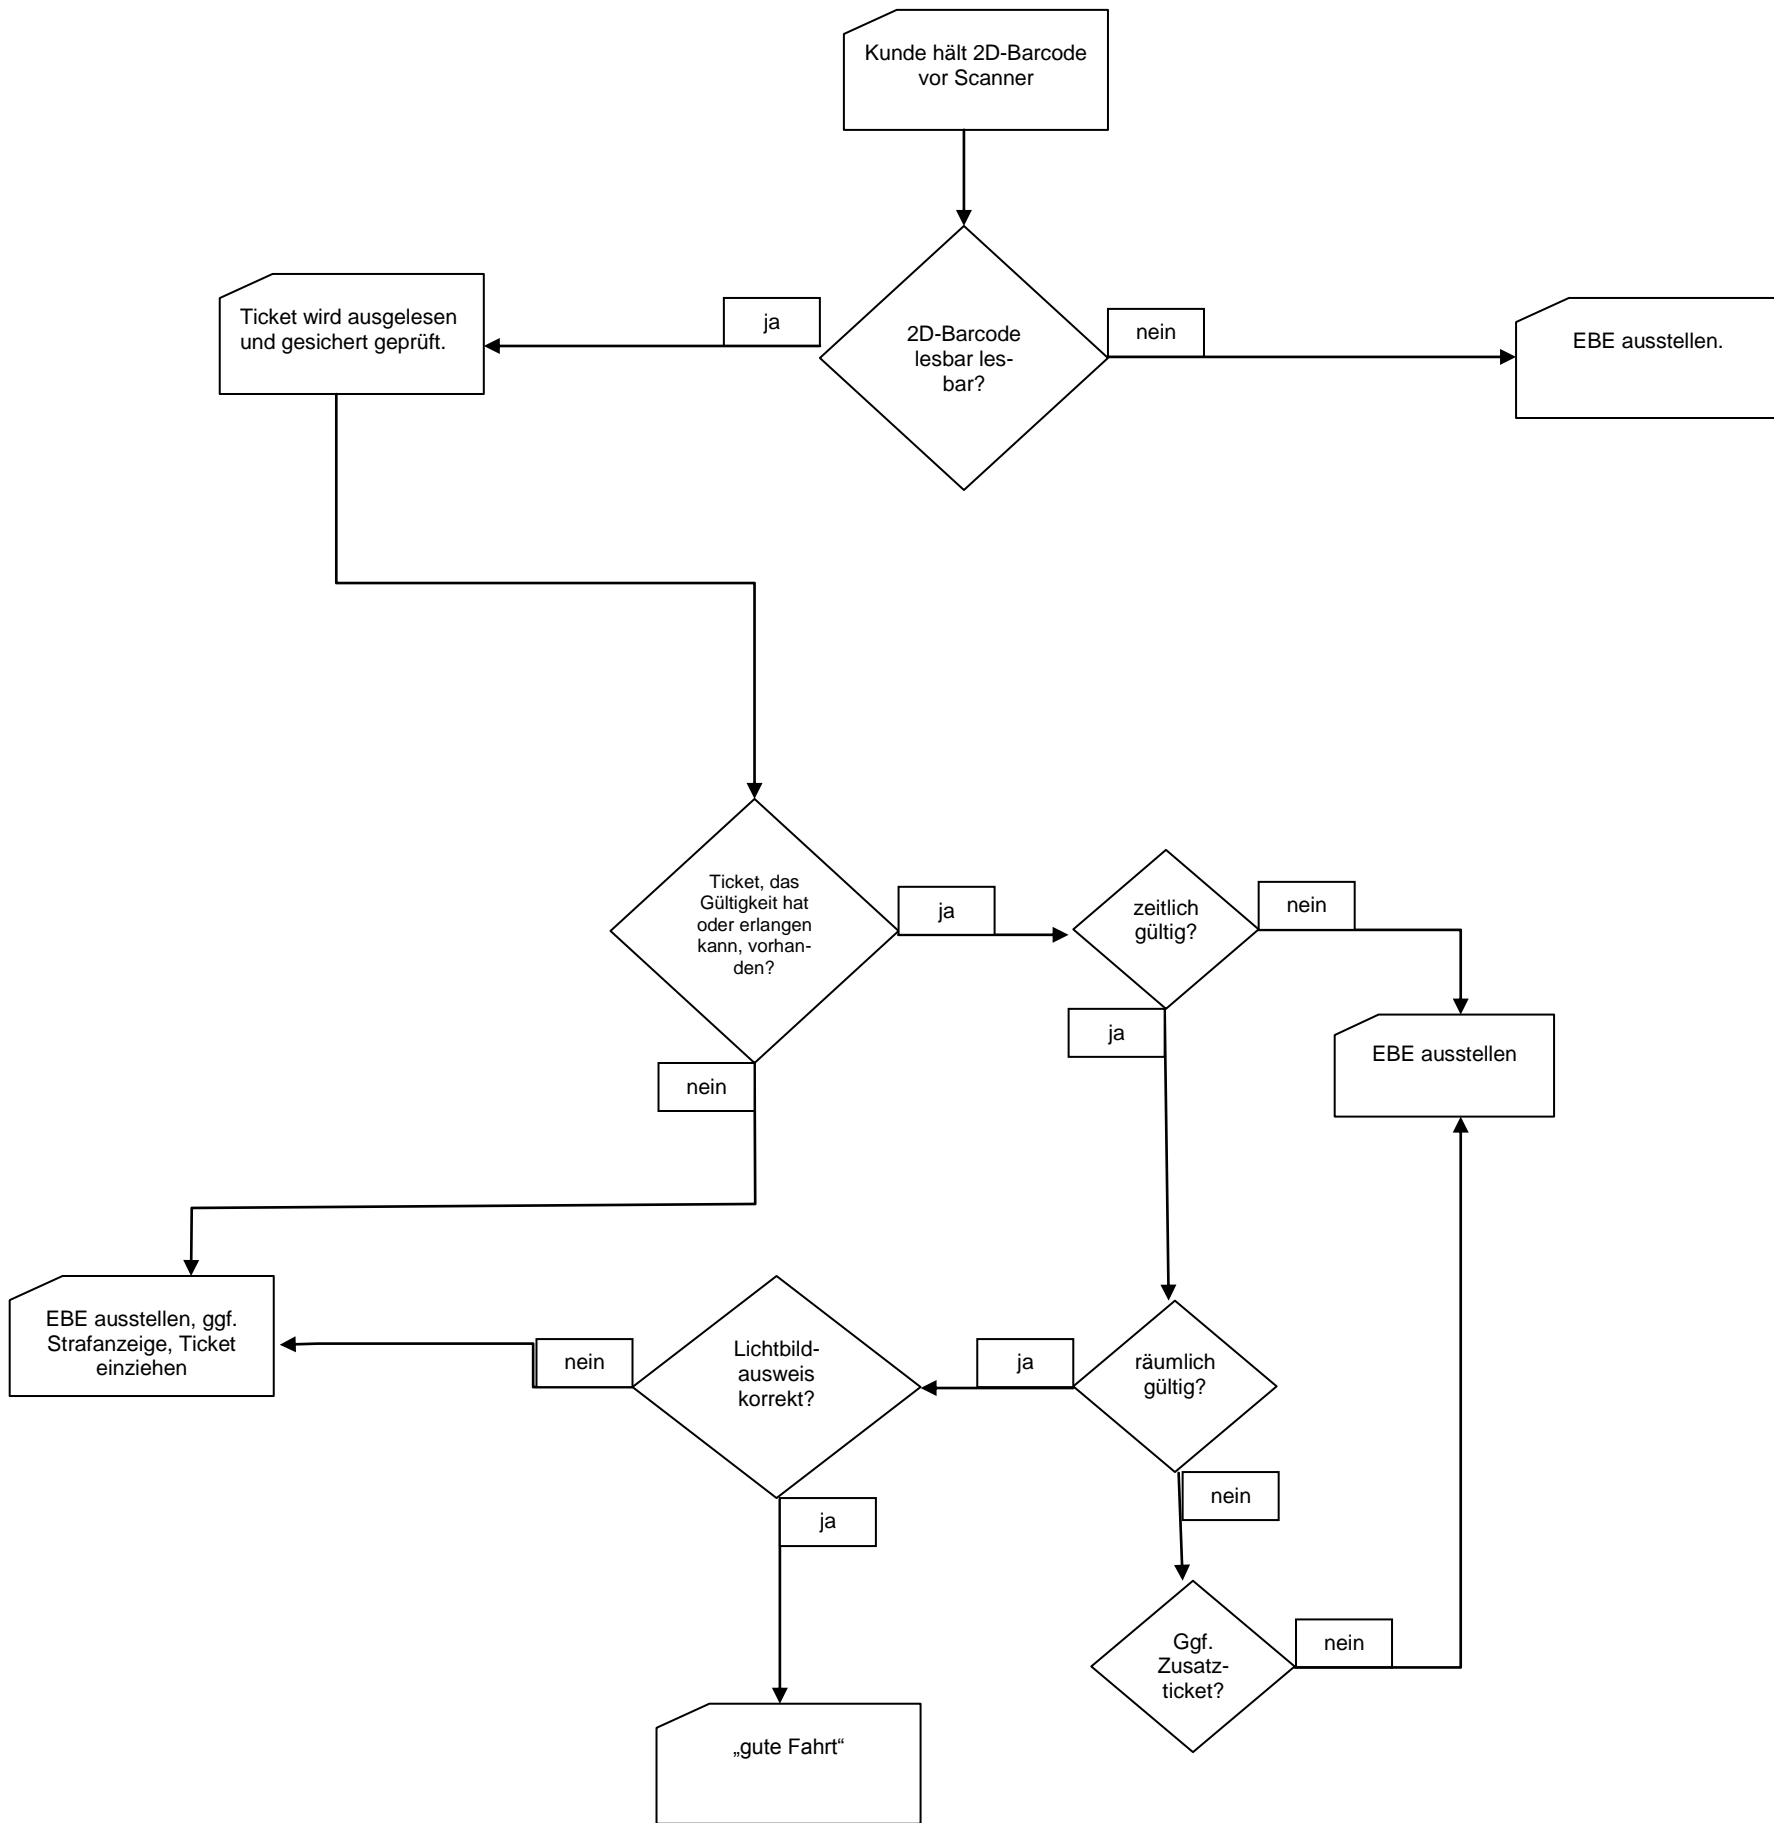 Kunde hält 2D-Barcode
vor Scanner
Ticket wird ausgelesen
und gesichert geprüft.
ja
2D-Barcode
lesbar les-
bar?
nein
EBE ausstellen.
Ticket, das
Gültigkeit hat
oder erlangen
kann, vorhan-
den?
ja
zeitlich
gültig?
nein
ja
EBE ausstellen
nein
EBE ausstellen, ggf.
Strafanzeige, Ticket
einziehen
nein
Lichtbild-
ausweis
korrekt?
ja
räumlich
gültig?
nein
ja
Ggf.
Zusatz-
ticket?
nein
„gute Fahrt“